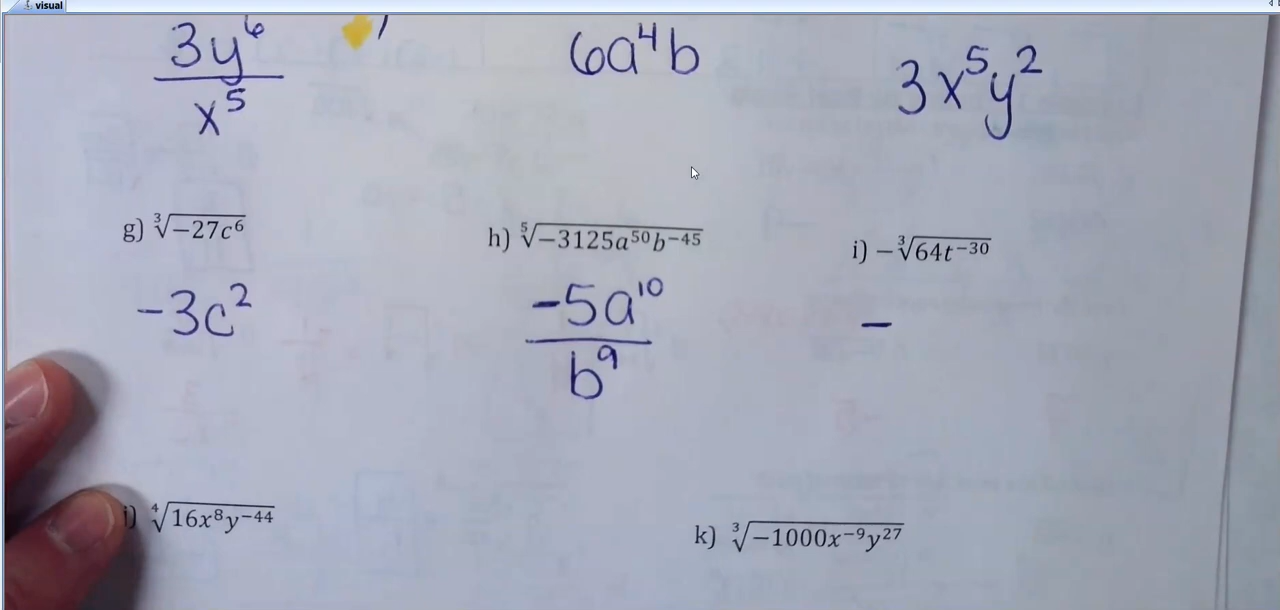 visual
3y⁶/x⁵
6a⁴b
3x⁵y²
g) ∛(−27c⁶)
h) ⁵√(−3125a⁵⁰b⁻⁴⁵)
i) −∛(64t⁻³⁰)
-3c²
-5a¹⁰/b⁹
-
j) ⁴√(16x⁸y⁻⁴⁴)
k) ∛(−1000x⁻⁹y²⁷)